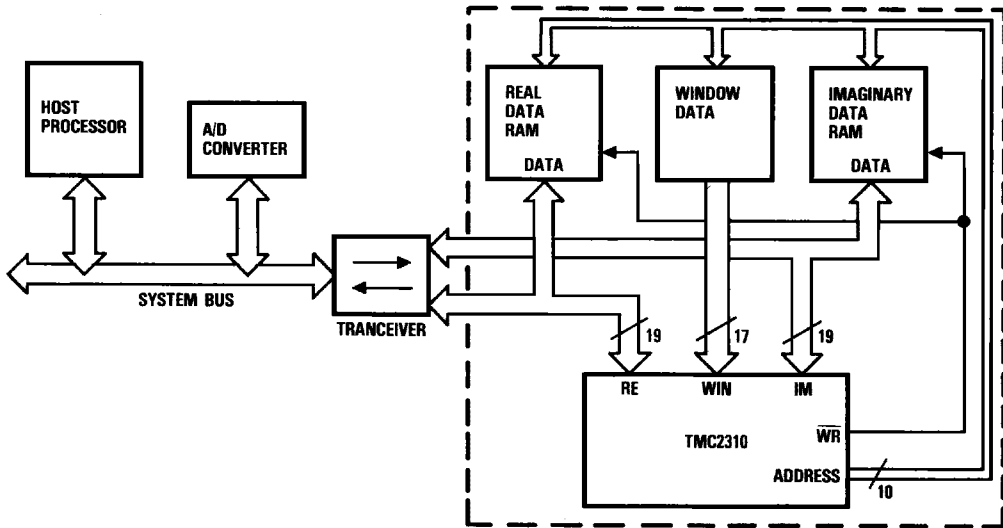 HOST
PROCESSOR
A/D
CONVERTER
SYSTEM BUS
TRANCEIVER
REAL
DATA
RAM
DATA
WINDOW
DATA
IMAGINARY
DATA
RAM
DATA
19
17
19
RE
WIN
IM
TMC2310
WR
ADDRESS
10